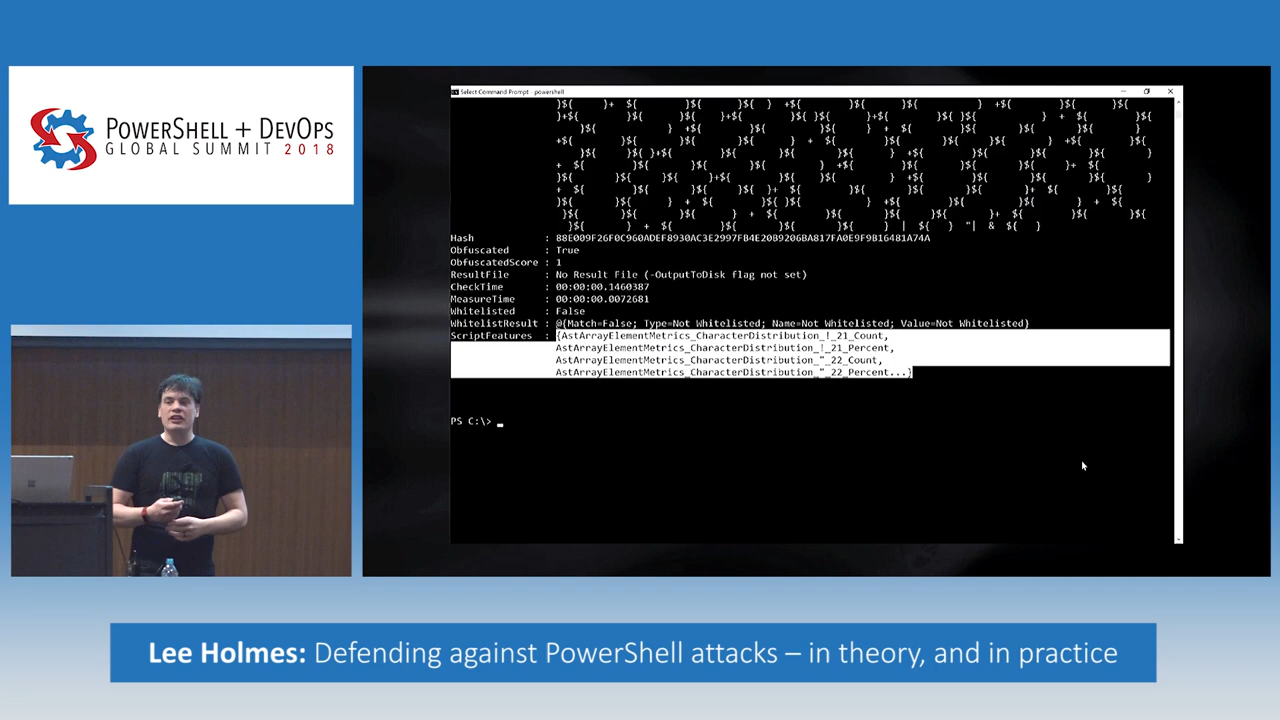 POWERSHELL + DEVOPS
GLOBAL SUMMIT 2018
Select Command Prompt - powershell
}${ }+ ${ }${ }${ } +${ }${ } +${ }${ }${
}+${ }${ }+${ }${ }${ }+${ }${ }${ } + ${ }${
}${ } +${ }${ } + ${ }${ }${
+${ }${ }${ } + ${ }${ }${ }${ } +${
}${ }${ }+${ }${ } +${ }${ }${ }
+ ${ }${ }${ } +${ }${ }${ }+ ${ }
}${ }${ }+${ }${ +${ }${ }${ }
+ ${ }${ }${ }+ ${ }${ }${ }+ ${ }${
}${ } + ${ }${ }${ } +${ }${ } + ${
}${ }${ } + ${ }${ }${ }+ ${ }${ }${
}${ } + ${ }${ }${ } | ${ } "| & ${ }
Hash : 88E009F26F0C960ADEF8930AC3E2997FB4E20B9206BA817FA0E9F9B16481A74A
Obfuscated : True
ObfuscatedScore : 1
ResultFile : No Result File (-OutputToDisk flag not set)
CheckTime : 00:00:00.1460387
MeasureTime : 00:00:00.0072681
Whitelisted : False
WhitelistResult : @{Match=False; Type=Not Whitelisted; Name=Not Whitelisted; Value=Not Whitelisted}
ScriptFeatures : {AstArrayElementMetrics_CharacterDistribution_!_21_Count,
AstArrayElementMetrics_CharacterDistribution_!_21_Percent,
AstArrayElementMetrics_CharacterDistribution_"_22_Count,
AstArrayElementMetrics_CharacterDistribution_"_22_Percent...}
PS C:\>
Lee Holmes: Defending against PowerShell attacks – in theory, and in practice